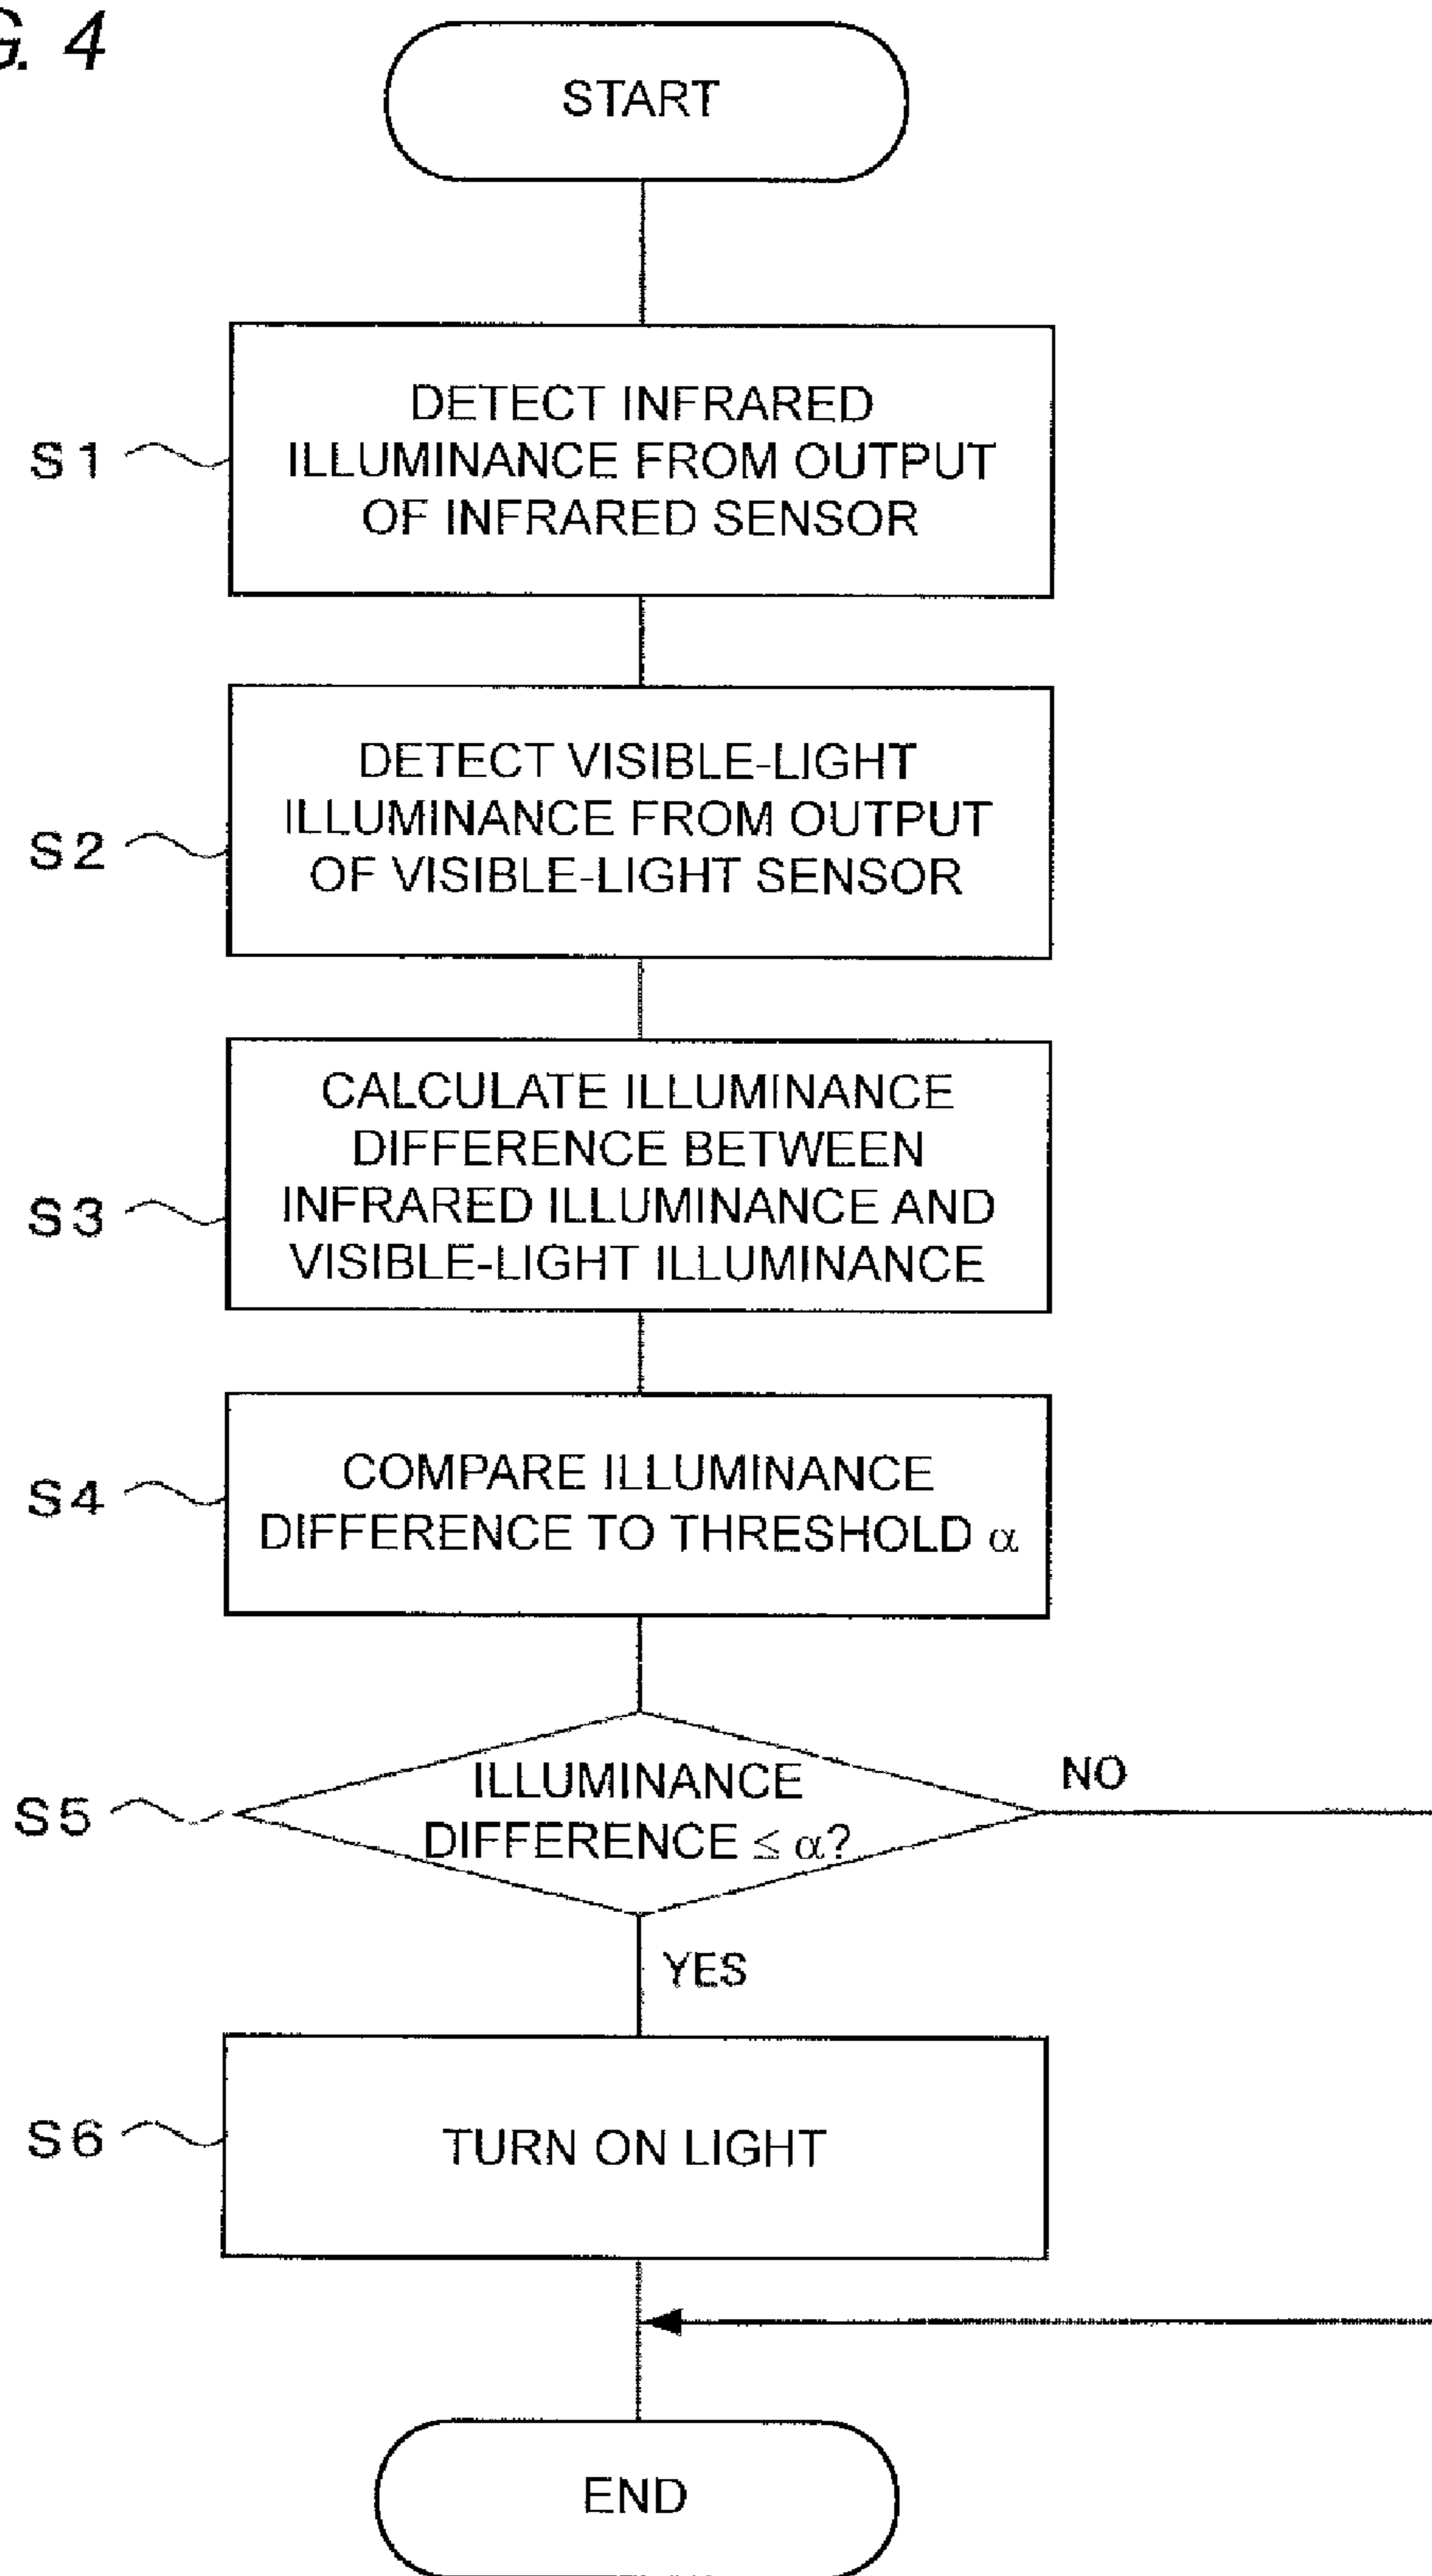 G. 4
START
S1
DETECT INFRARED
ILLUMINANCE FROM OUTPUT
OF INFRARED SENSOR
S2
DETECT VISIBLE-LIGHT
ILLUMINANCE FROM OUTPUT
OF VISIBLE-LIGHT SENSOR
S3
CALCULATE ILLUMINANCE
DIFFERENCE BETWEEN
INFRARED ILLUMINANCE AND
VISIBLE-LIGHT ILLUMINANCE
S4
COMPARE ILLUMINANCE
DIFFERENCE TO THRESHOLD α
S5
ILLUMINANCE
DIFFERENCE ≤ α?
NO
YES
S6
TURN ON LIGHT
END